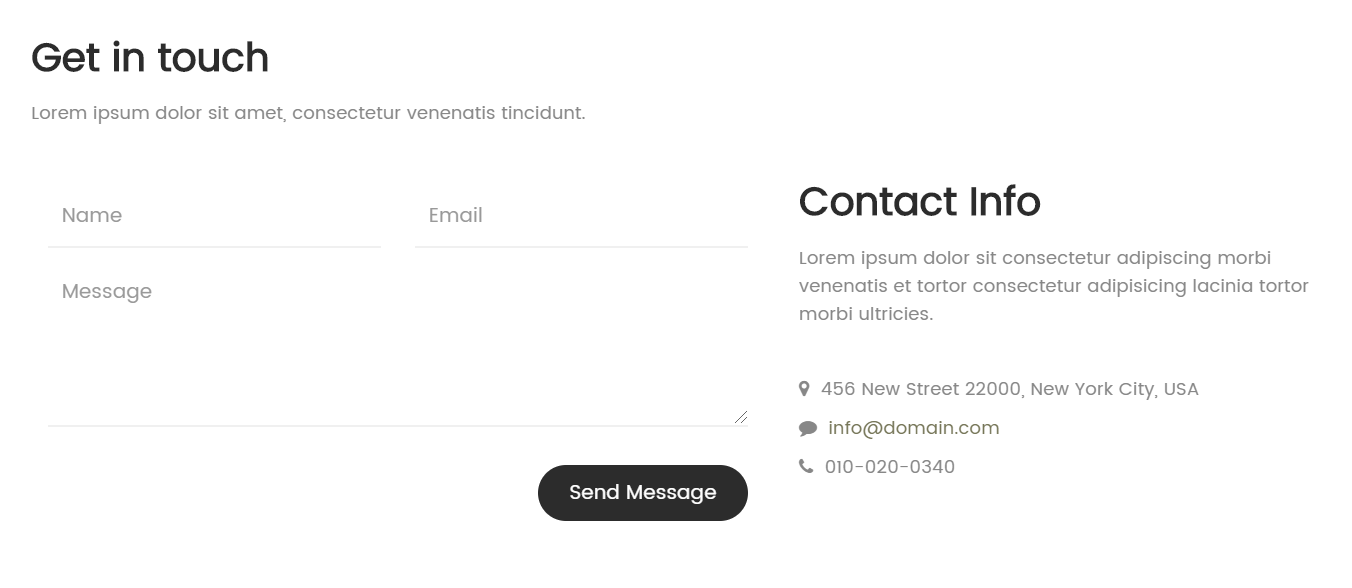 Get in touch
Lorem ipsum dolor sit amet, consectetur venenatis tincidunt.
Name
Email
Message
Send Message
Contact Info
Lorem ipsum dolor sit consectetur adipiscing morbi
venenatis et tortor consectetur adipisicing lacinia tortor
morbi ultricies.
456 New Street 22000, New York City, USA
info@domain.com
010-020-0340